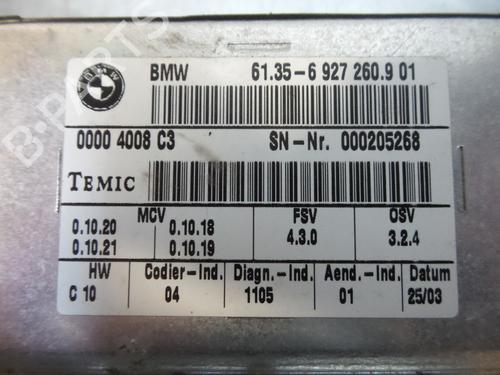 BMW 61.35-6 927 260.9 01
0000 4008 C3 SN-Nr. 000205268
TEMIC
MCV FSV OSV
0.10.20 0.10.18 4.3.0 3.2.4
0.10.21 0.10.19
HW Codier-Ind. Diagn.-Ind. Aend.-Ind. Datum
C 10 04 1105 01 25/03
B-PARTS